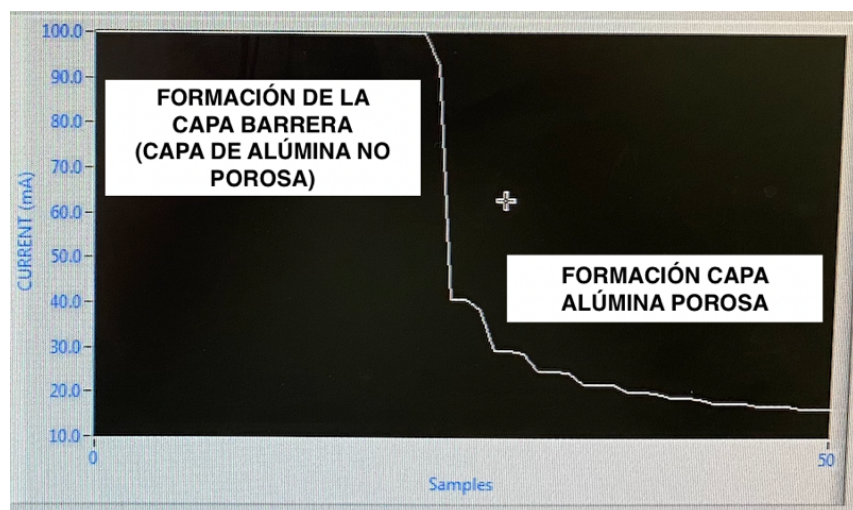 100.0
90.0
80.0
70.0
60.0
50.0
40.0
30.0
20.0
10.0
CURRENT (mA)
FORMACIÓN DE LA
CAPA BARRERA
(CAPA DE ALÚMINA NO
POROSA)
FORMACIÓN CAPA
ALÚMINA POROSA
0
50
Samples